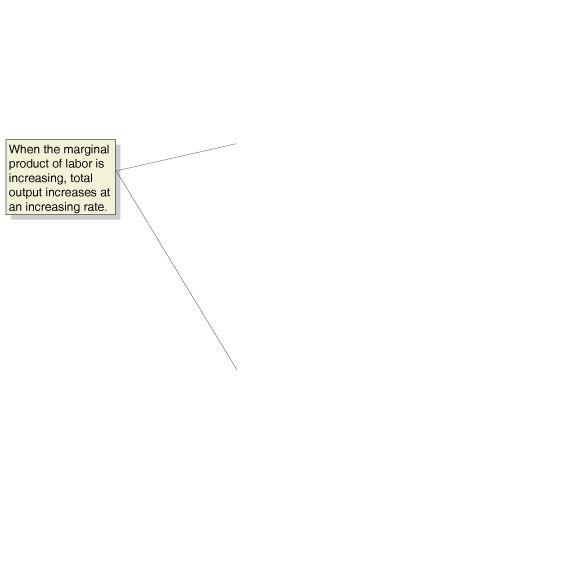 When the marginal
product of labor is
increasing, total
output increases at
an increasing rate.